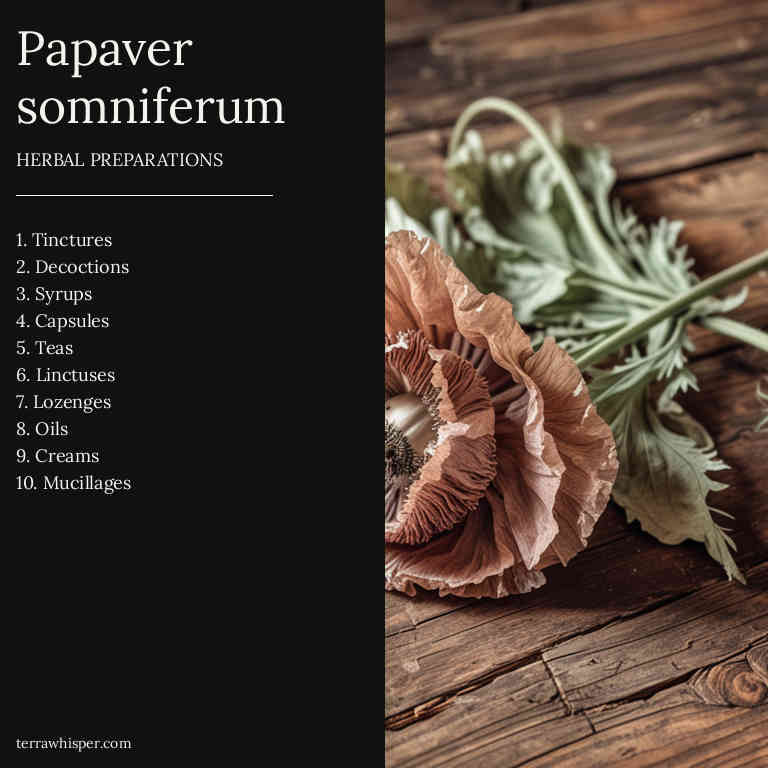 Papaver
somniferum
HERBAL PREPARATIONS
1. Tinctures
2. Decoctions
3. Syrups
4. Capsules
5. Teas
6. Linctuses
7. Lozenges
8. Oils
9. Creams
10. Mucillages
terrawhisper.com